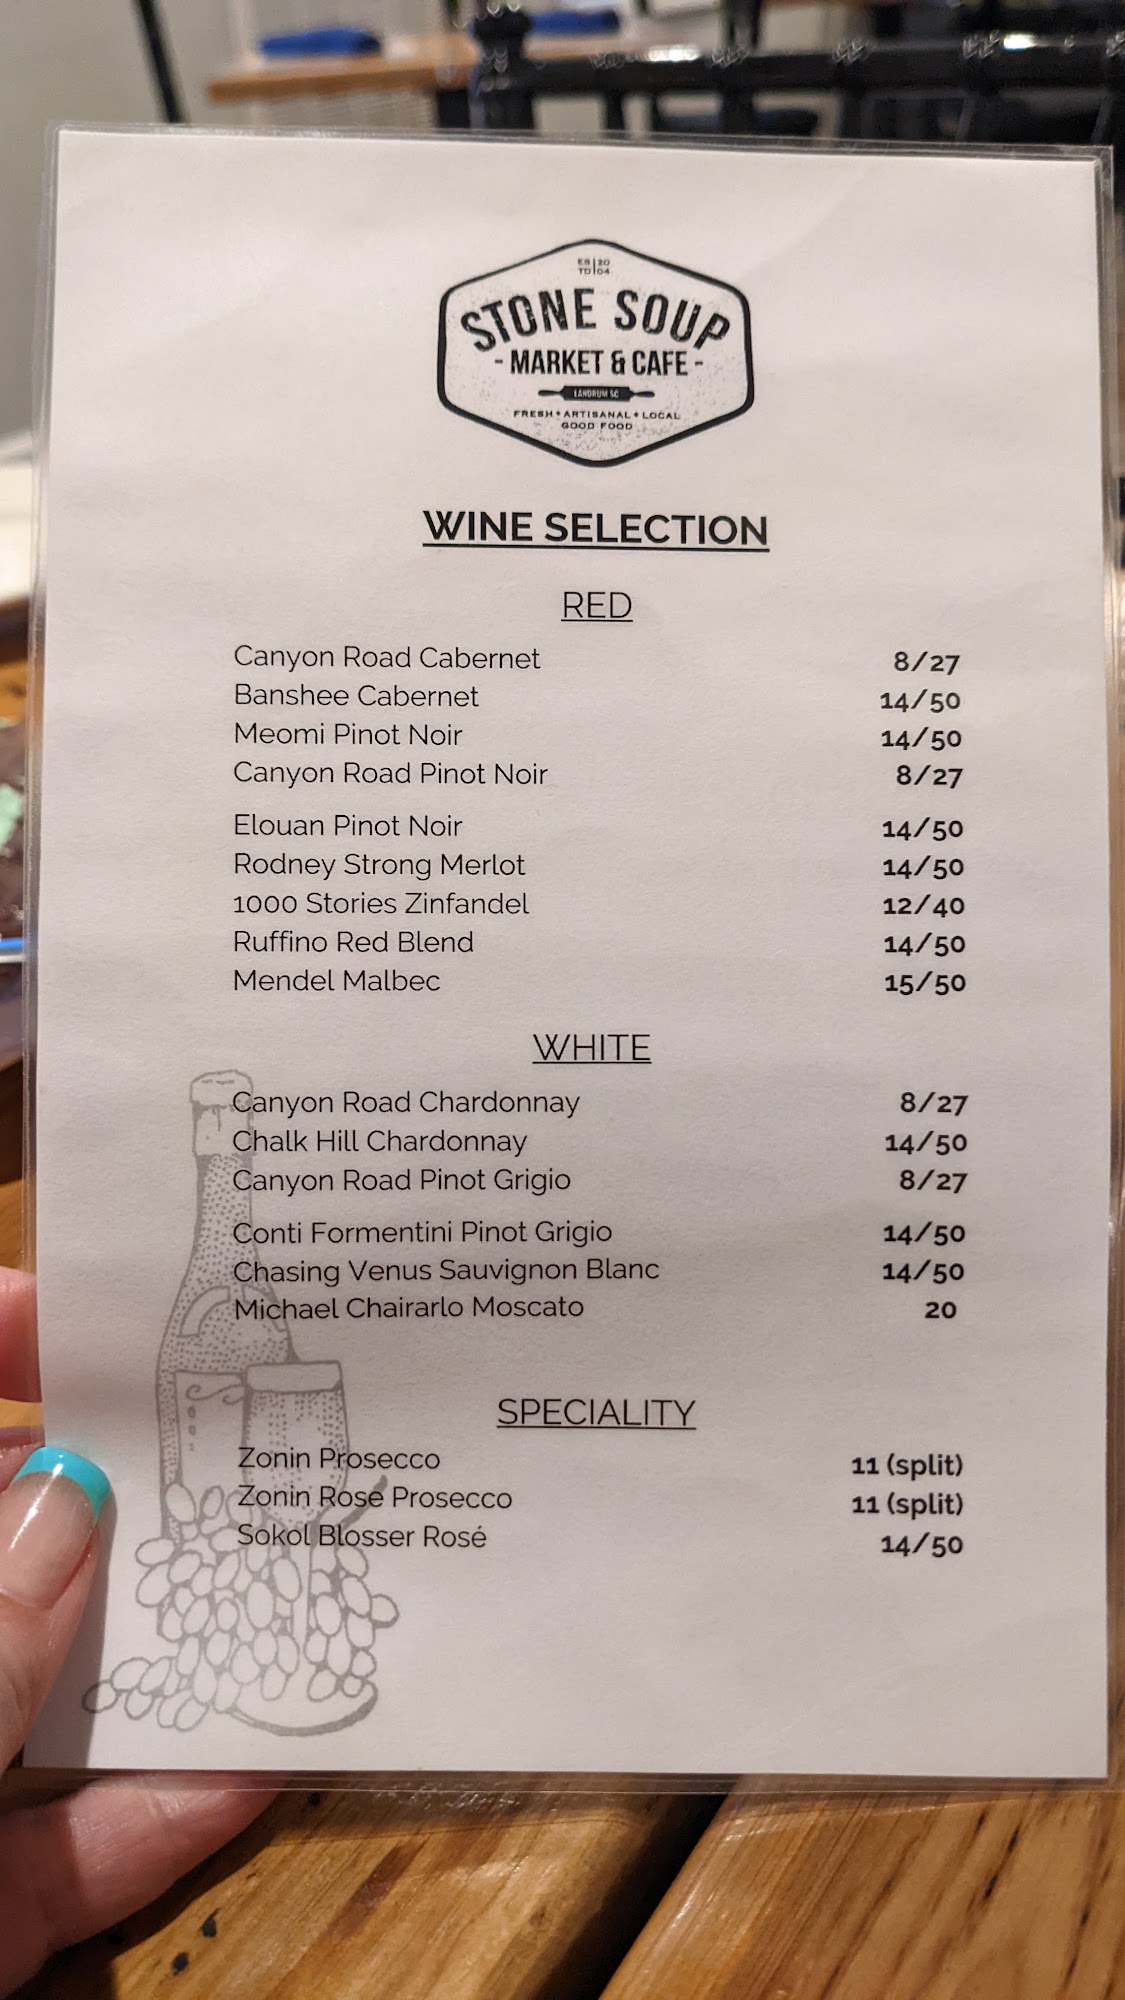 ES 20
TD 04
STONE SOUP
- MARKET & CAFE -
LANDRUM SC
FRESH + ARTISANAL + LOCAL
GOOD FOOD
WINE SELECTION
RED
Canyon Road Cabernet 8/27
Banshee Cabernet 14/50
Meomi Pinot Noir 14/50
Canyon Road Pinot Noir 8/27
Elouan Pinot Noir 14/50
Rodney Strong Merlot 14/50
1000 Stories Zinfandel 12/40
Ruffino Red Blend 14/50
Mendel Malbec 15/50
WHITE
Canyon Road Chardonnay 8/27
Chalk Hill Chardonnay 14/50
Canyon Road Pinot Grigio 8/27
Conti Formentini Pinot Grigio 14/50
Chasing Venus Sauvignon Blanc 14/50
Michael Chairarlo Moscato 20
SPECIALITY
Zonin Prosecco 11 (split)
Zonin Rose Prosecco 11 (split)
Sokol Blosser Rosé 14/50